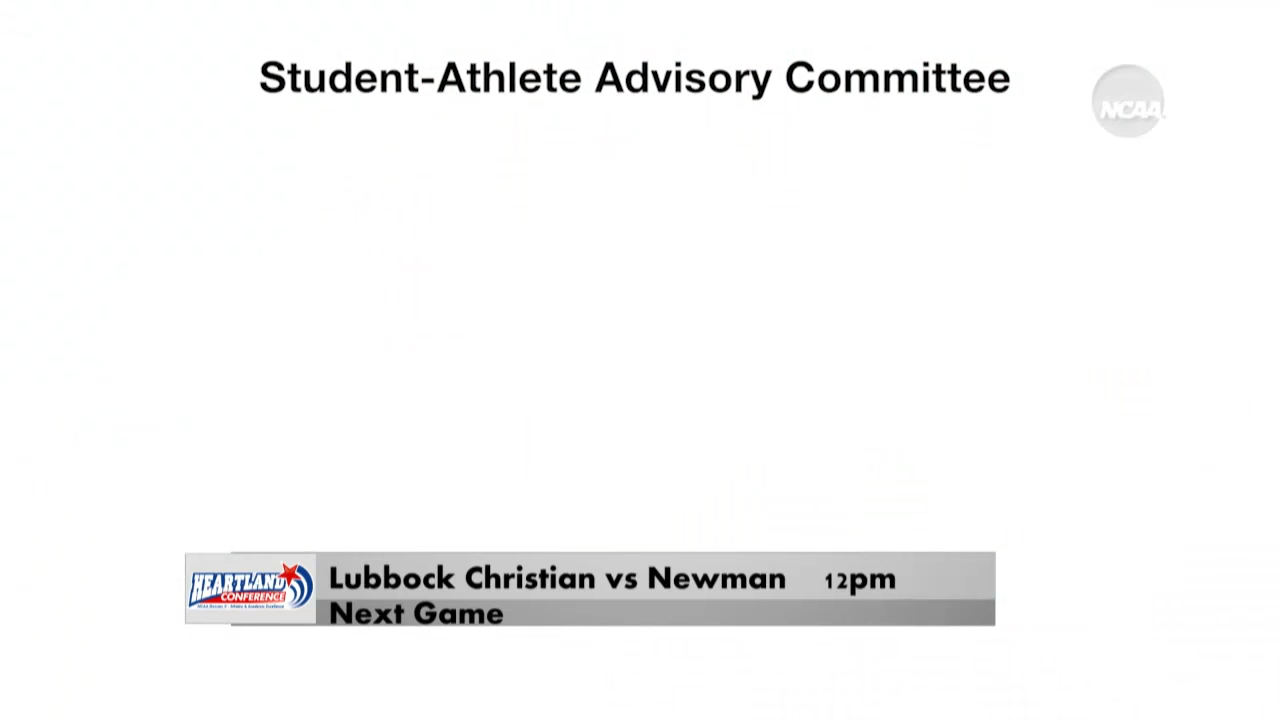 Student-Athlete Advisory Committee
NCAA
HEARTLAND
CONFERENCE
Lubbock Christian vs Newman 12pm
Next Game